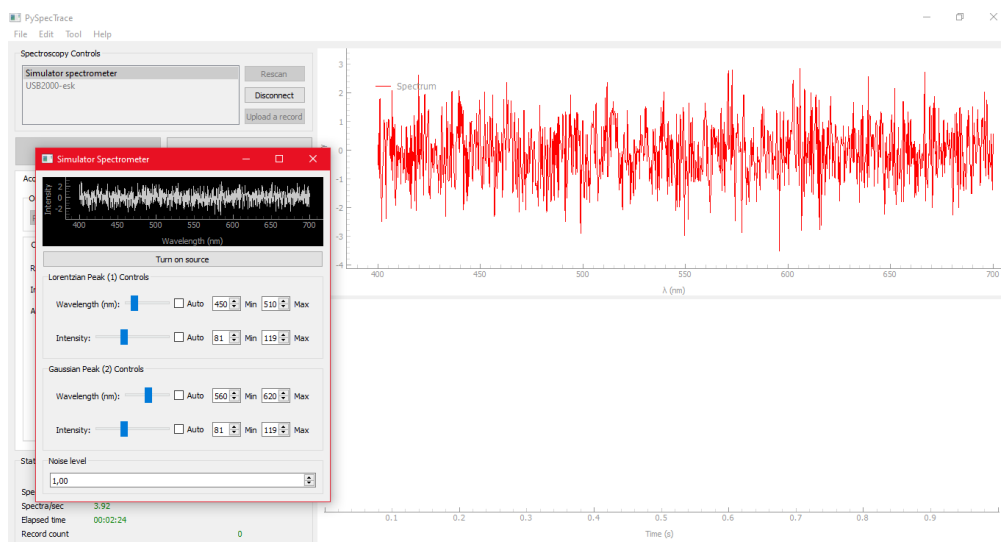 PySpecTrace
File Edit Tool Help
Spectroscopy Controls
Simulator spectrometer
USB2000-esk
Rescan
Disconnect
Upload a record
Simulator Spectrometer
Intensity
2
0
-2
400 450 500 550 600 650 700
Wavelength (nm)
Turn on source
Lorentzian Peak (1) Controls
Wavelength (nm): Auto 450 Min 510 Max
Intensity: Auto 81 Min 119 Max
Gaussian Peak (2) Controls
Wavelength (nm): Auto 560 Min 620 Max
Intensity: Auto 81 Min 119 Max
Noise level
1,00
Spectra/sec 3.92
Elapsed time 00:02:24
Record count 0
Spectrum
3
2
1
0
-1
-2
-3
-4
400 450 500 550 600 650 700
λ (nm)
0.1 0.2 0.3 0.4 0.5 0.6 0.7 0.8 0.9
Time (s)